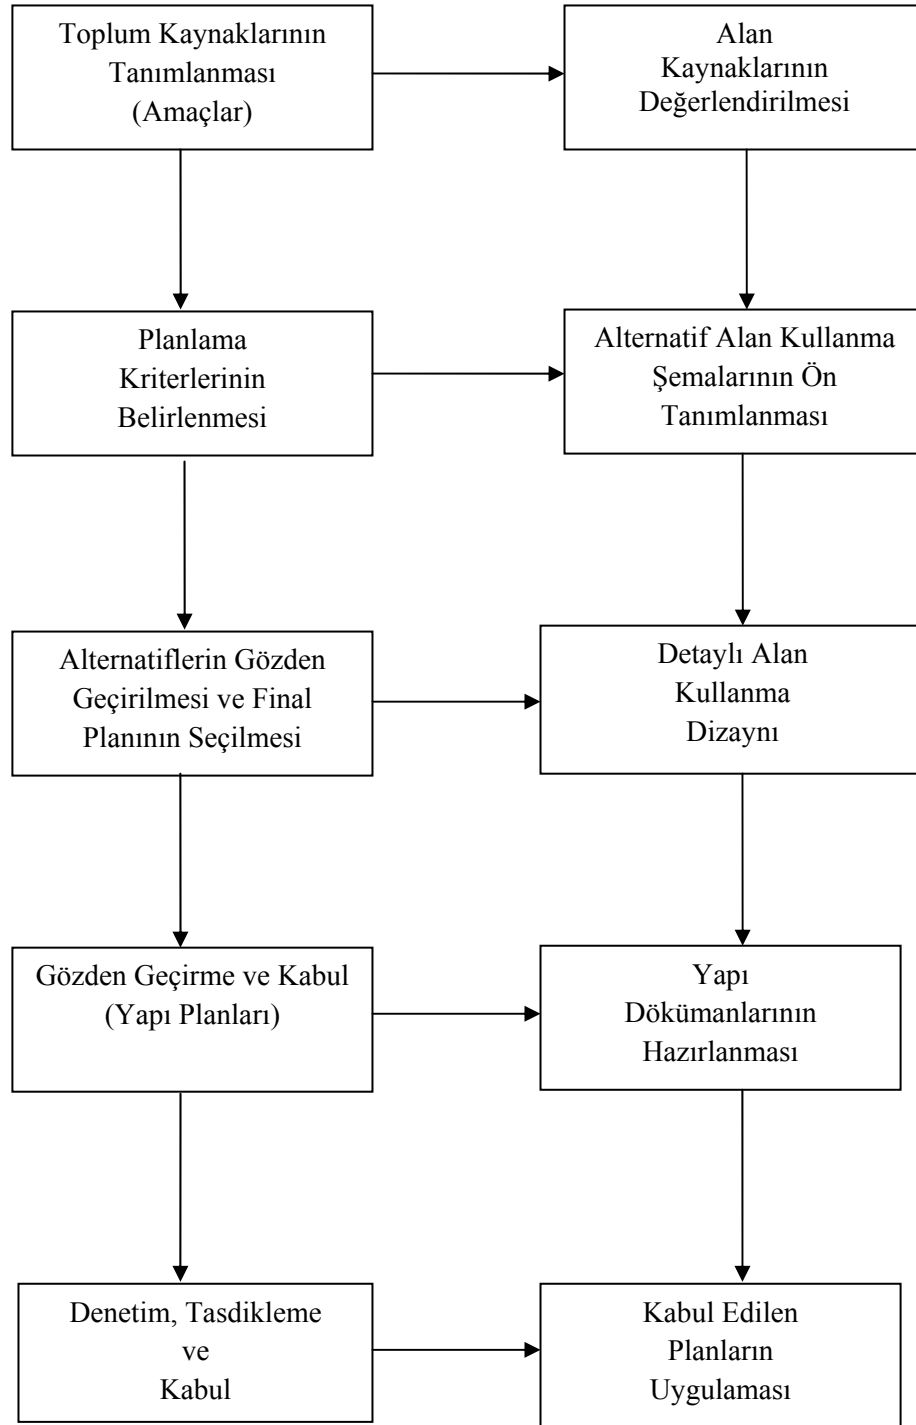 Toplum Kaynaklarının
Tanımlanması
(Amaçlar)
Alan
Kaynaklarının
Değerlendirilmesi
Planlama
Kriterlerinin
Belirlenmesi
Alternatif Alan Kullanma
Şemalarının Ön
Tanımlanması
Alternatiflerin Gözden
Geçirilmesi ve Final
Planının Seçilmesi
Detaylı Alan
Kullanma
Dizaynı
Gözden Geçirme ve Kabul
(Yapı Planları)
Yapı
Dökümanlarının
Hazırlanması
Denetim, Tasdikleme
ve
Kabul
Kabul Edilen
Planların
Uygulaması